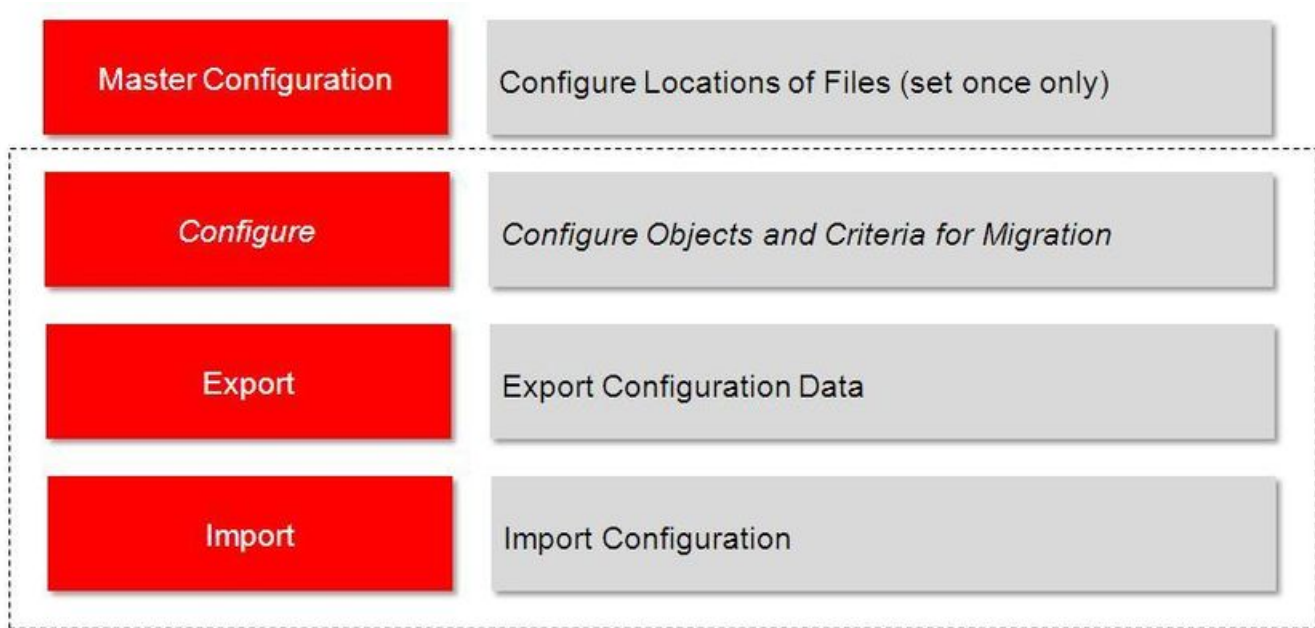 Master Configuration
Configure Locations of Files (set once only)
Configure
Configure Objects and Criteria for Migration
Export
Export Configuration Data
Import
Import Configuration